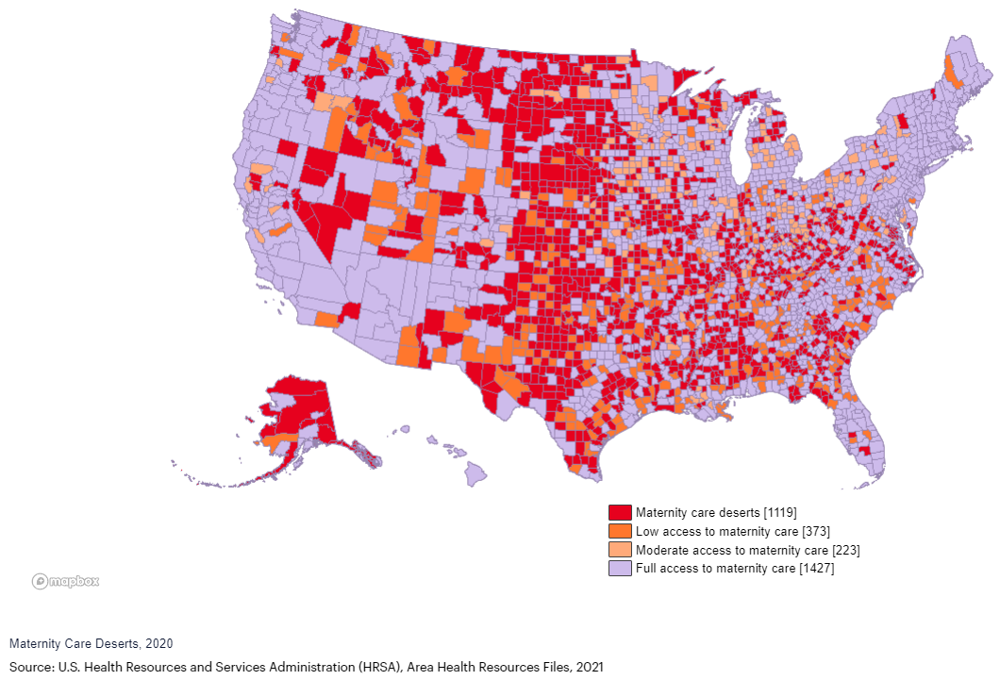 Maternity care deserts [1119]
Low access to maternity care [373]
Moderate access to maternity care [223]
Full access to maternity care [1427]
mapbox
Maternity Care Deserts, 2020
Source: U.S. Health Resources and Services Administration (HRSA), Area Health Resources Files, 2021